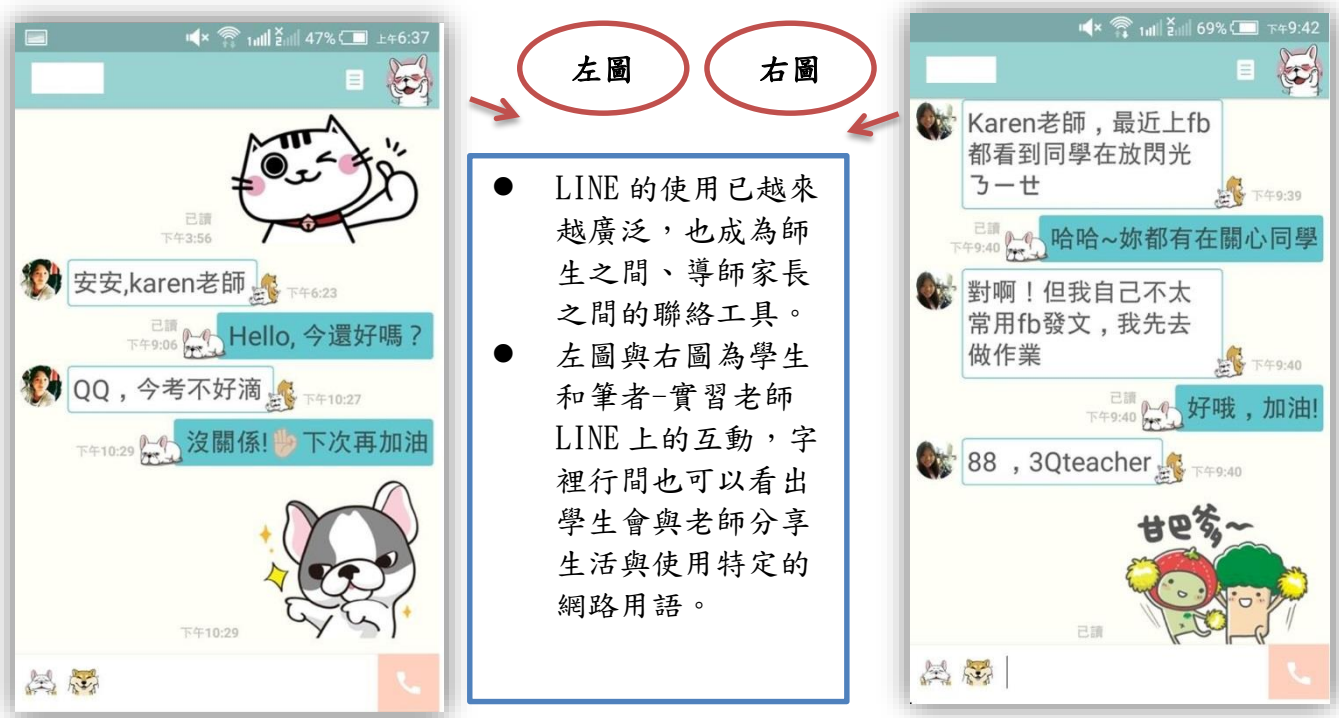 47% 上午6:37
已讀
下午3:56
安安,karen老師
下午6:23
已讀
下午9:06
Hello, 今還好嗎？
QQ，今考不好滴
下午10:27
下午10:29
沒關係!✋下次再加油
下午10:29
左圖
右圖
● LINE 的使用已越來
越廣泛，也成為師
生之間、導師家長
之間的聯絡工具。
● 左圖與右圖為學生
和筆者-實習老師
LINE 上的互動，字
裡行間也可以看出
學生會與老師分享
生活與使用特定的
網路用語。
69% 下午9:42
Karen老師，最近上fb
都看到同學在放閃光
ㄋㄧㄝ
下午9:39
已讀
下午9:40
哈哈~妳都有在關心同學
對啊！但我自己不太
常用fb發文，我先去
做作業
下午9:40
已讀
下午9:40
好哦，加油!
88 ，3Qteacher
下午9:40
甘巴爹~
已讀